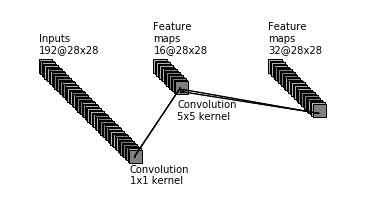 Inputs
192@28x28
Feature
maps
16@28x28
Feature
maps
32@28x28
Convolution
5x5 kernel
Convolution
1x1 kernel